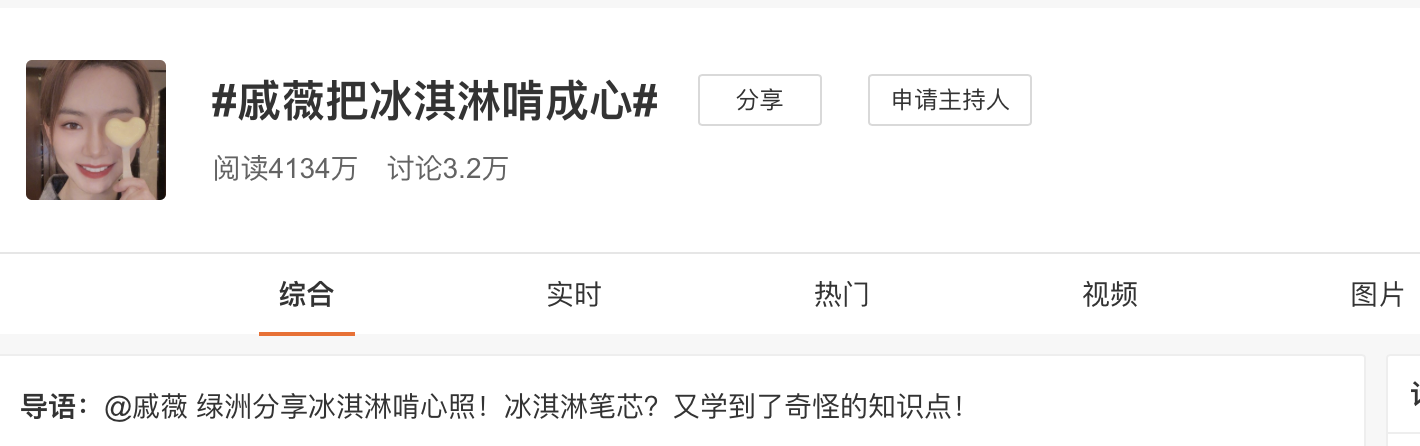 #戚薇把冰淇淋啃成心#
分享
申请主持人
阅读4134万 讨论3.2万
综合 实时 热门 视频 图片
导语：@戚薇 绿洲分享冰淇淋啃心照！冰淇淋笔芯？又学到了奇怪的知识点！